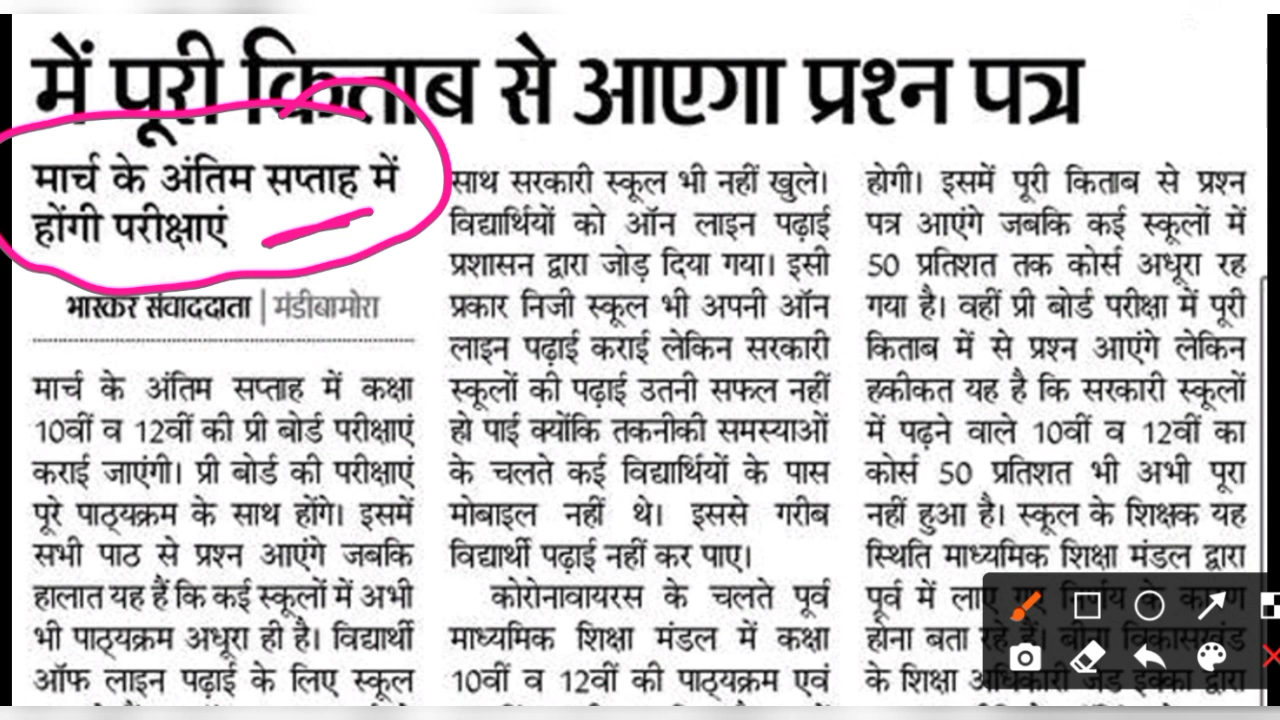 में पूरी किताब से आएगा प्रश्न पत्र
मार्च के अंतिम सप्ताह में
होंगी परीक्षाएं
भास्कर संवाददाता | मंडीबामोरा
मार्च के अंतिम सप्ताह में कक्षा
10वीं व 12वीं की प्री बोर्ड परीक्षाएं
कराई जाएंगी। प्री बोर्ड की परीक्षाएं
पूरे पाठ्यक्रम के साथ होंगे। इसमें
सभी पाठ से प्रश्न आएंगे जबकि
हालात यह हैं कि कई स्कूलों में अभी
भी पाठ्यक्रम अधूरा ही है। विद्यार्थी
ऑफ लाइन पढ़ाई के लिए स्कूल
साथ सरकारी स्कूल भी नहीं खुले।
विद्यार्थियों को ऑन लाइन पढ़ाई
प्रशासन द्वारा जोड़ दिया गया। इसी
प्रकार निजी स्कूल भी अपनी ऑन
लाइन पढ़ाई कराई लेकिन सरकारी
स्कूलों की पढ़ाई उतनी सफल नहीं
हो पाई क्योंकि तकनीकी समस्याओं
के चलते कई विद्यार्थियों के पास
मोबाइल नहीं थे। इससे गरीब
विद्यार्थी पढ़ाई नहीं कर पाए।
कोरोनावायरस के चलते पूर्व
माध्यमिक शिक्षा मंडल में कक्षा
10वीं व 12वीं की पाठ्यक्रम एवं
होगी। इसमें पूरी किताब से प्रश्न
पत्र आएंगे जबकि कई स्कूलों में
50 प्रतिशत तक कोर्स अधूरा रह
गया है। वहीं प्री बोर्ड परीक्षा में पूरी
किताब में से प्रश्न आएंगे लेकिन
हकीकत यह है कि सरकारी स्कूलों
में पढ़ने वाले 10वीं व 12वीं का
कोर्स 50 प्रतिशत भी अभी पूरा
नहीं हुआ है। स्कूल के शिक्षक यह
स्थिति माध्यमिक शिक्षा मंडल द्वारा
पूर्व में लाए गए निर्णय के कारण
होना बता रहे हैं। बीना विकासखंड
के शिक्षा अधिकारी जेड इक्का द्वारा